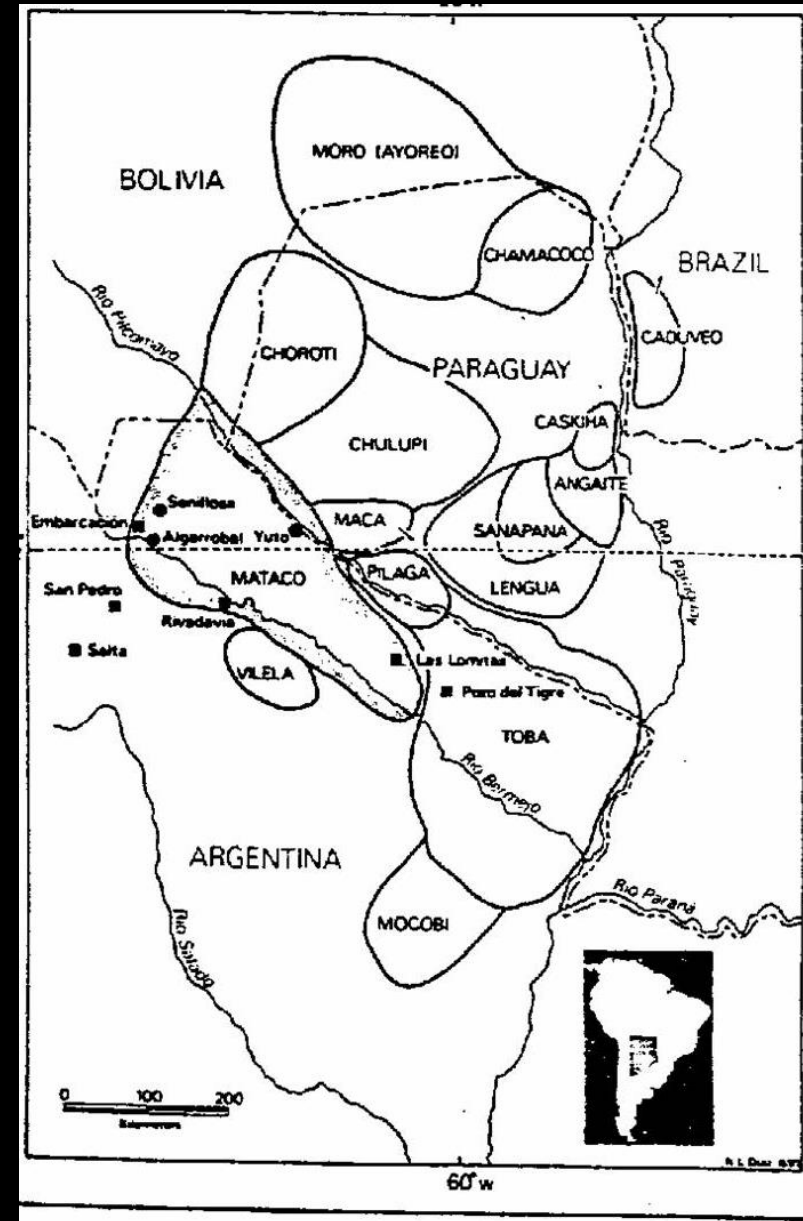 MORO (AYOREO)
BOLIVIA
CHAMACOCO
BRAZIL
Rio Pilcomayo
CHOROTI
CADUVEO
PARAGUAY
CASKIHA
CHULUPI
ANGAITE
Senillosa
Embarcación
MACA
SANAPANA
Algarrobal
Yuto
PILAGA
LENGUA
MATACO
San Pedro
Rivadavia
Salta
Las Lomitas
VILELA
Pozo del Tigre
TOBA
Rio Bermejo
ARGENTINA
Rio Paraná
MOCOBI
Rio Salado
0 100 200
Kilometers
60° W